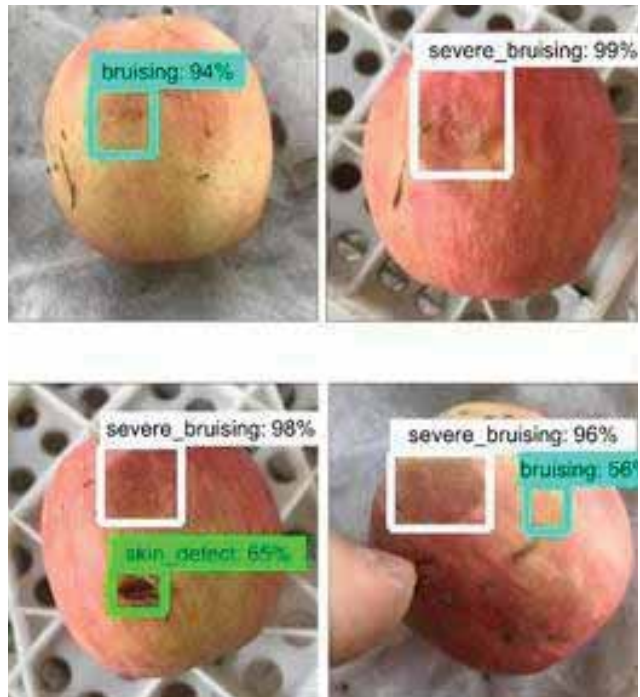 bruising: 94%
severe_bruising: 99%
severe_bruising: 98%
skin_defect: 65%
severe_bruising: 96%
bruising: 56%